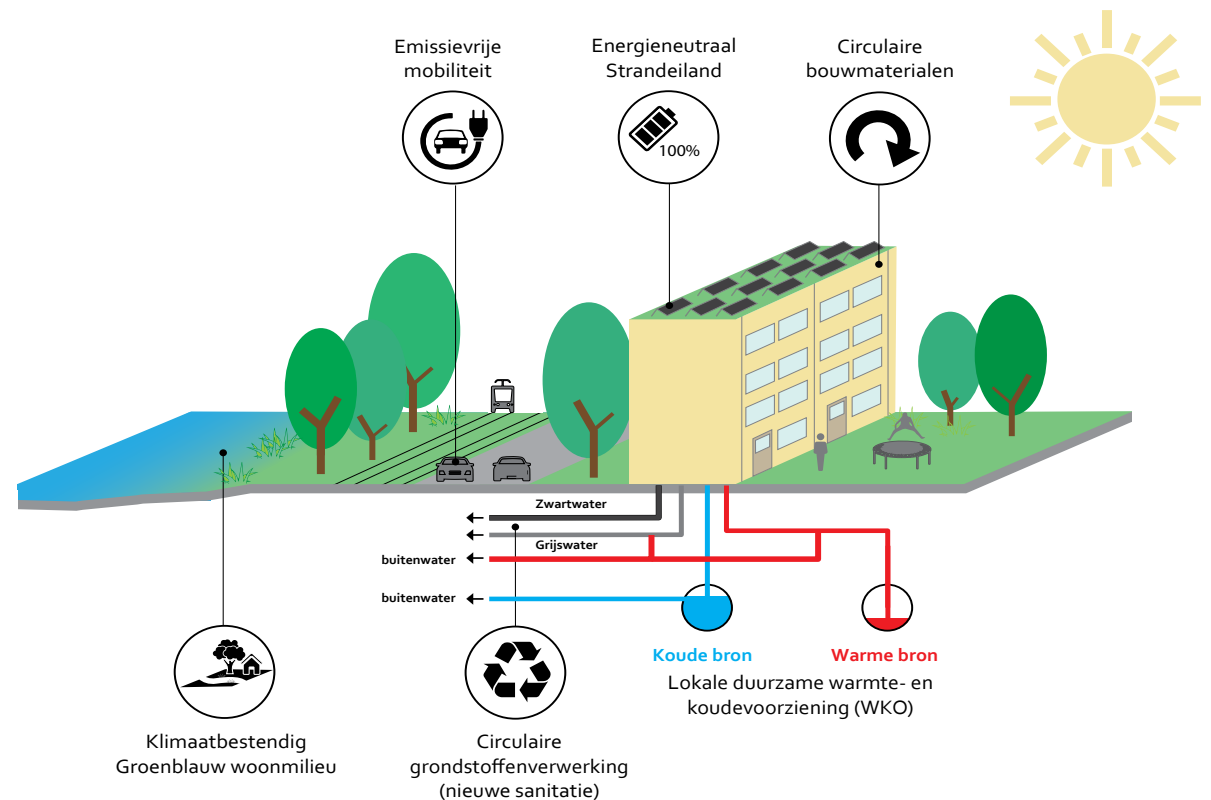 Emissievrije
mobiliteit
Energieneutraal
Strandeiland
Circulaire
bouwmaterialen
100%
Zwartwater
Grijswater
buitenwater
buitenwater
Koude bron
Warme bron
Lokale duurzame warmte- en
koudevoorziening (WKO)
Klimaatbestendig
Groenblauw woonmilieu
Circulaire
grondstoffenverwerking
(nieuwe sanitatie)